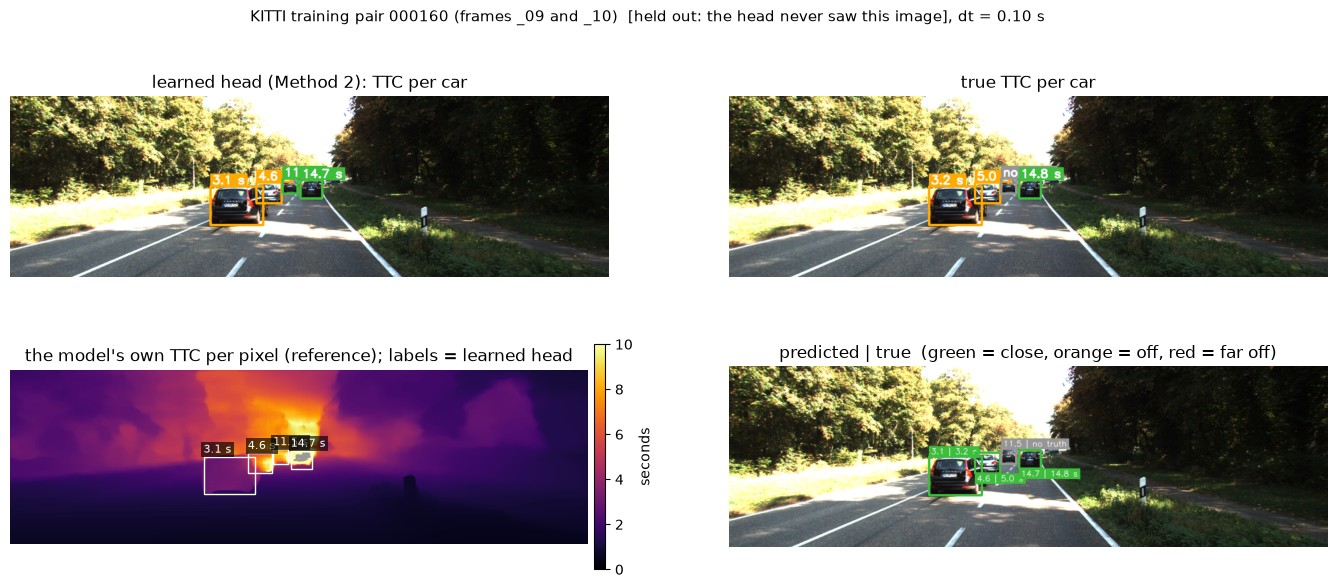 KITTI training pair 000160 (frames _09 and _10)  [held out: the head never saw this image], dt = 0.10 s
learned head (Method 2): TTC per car
true TTC per car
3.1 s
4.6
11
14.7 s
3.2 s
5.0
no
14.8 s
the model's own TTC per pixel (reference); labels = learned head
predicted | true  (green = close, orange = off, red = far off)
3.1 s
4.6 s
11.
14.7 s
10
8
6
4
2
0
seconds
11.5 | no truth
3.1 | 3.2
4.6 | 5.0
14.7 | 14.8 s